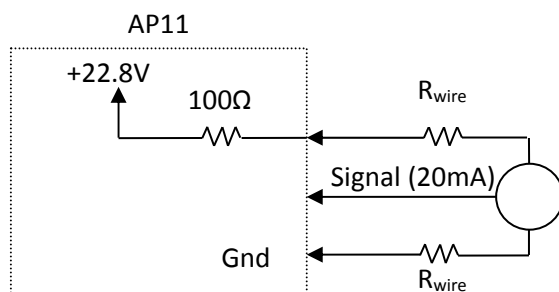 AP11
+22.8V
100Ω
Rwire
Signal (20mA)
Gnd
Rwire